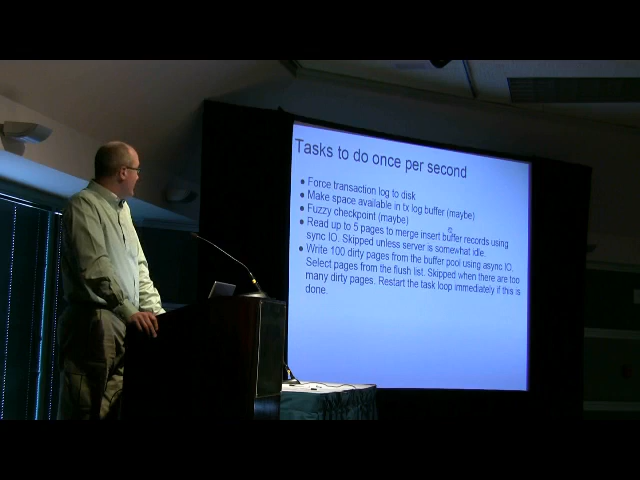 Tasks to do once per second
● Force transaction log to disk
● Make space available in tx log buffer (maybe)
● Fuzzy checkpoint (maybe)
● Read up to 5 pages to merge insert buffer records using
sync IO. Skipped unless server is somewhat idle.
● Write 100 dirty pages from the buffer pool using async IO.
Select pages from the flush list. Skipped when there are too
many dirty pages. Restart the task loop immediately if this is
done.